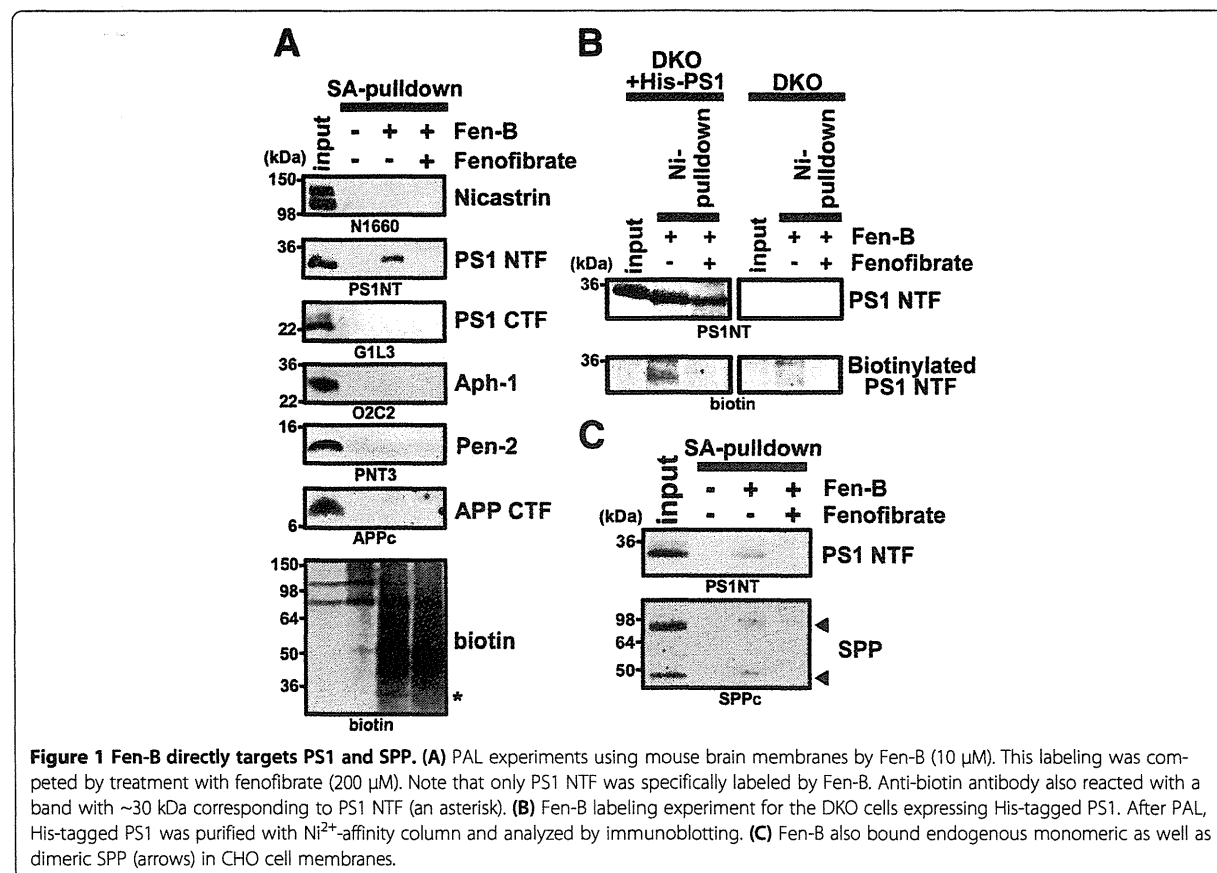 A
SA-pulldown
input
- + + Fen-B
- - + Fenofibrate
(kDa)
150
98
Nicastrin
N1660
36
PS1 NTF
PS1NT
22
PS1 CTF
G1L3
36
22
Aph-1
O2C2
16
Pen-2
PNT3
6
APP CTF
APPc
150
98
64
50
36
biotin
*
biotin
B
DKO
+His-PS1
DKO
Ni-
pulldown
Ni-
pulldown
input
input
+ + + + Fen-B
- + - + Fenofibrate
(kDa)
36
PS1 NTF
PS1NT
36
Biotinylated
PS1 NTF
biotin
C
SA-pulldown
input
- + + Fen-B
- - + Fenofibrate
(kDa)
36
PS1 NTF
PS1NT
98
64
50
SPP
SPPc
Figure 1 Fen-B directly targets PS1 and SPP. (A) PAL experiments using mouse brain membranes by Fen-B (10 μM). This labeling was com-
peted by treatment with fenofibrate (200 μM). Note that only PS1 NTF was specifically labeled by Fen-B. Anti-biotin antibody also reacted with a
band with ~30 kDa corresponding to PS1 NTF (an asterisk). (B) Fen-B labeling experiment for the DKO cells expressing His-tagged PS1. After PAL,
His-tagged PS1 was purified with Ni²⁺-affinity column and analyzed by immunoblotting. (C) Fen-B also bound endogenous monomeric as well as
dimeric SPP (arrows) in CHO cell membranes.